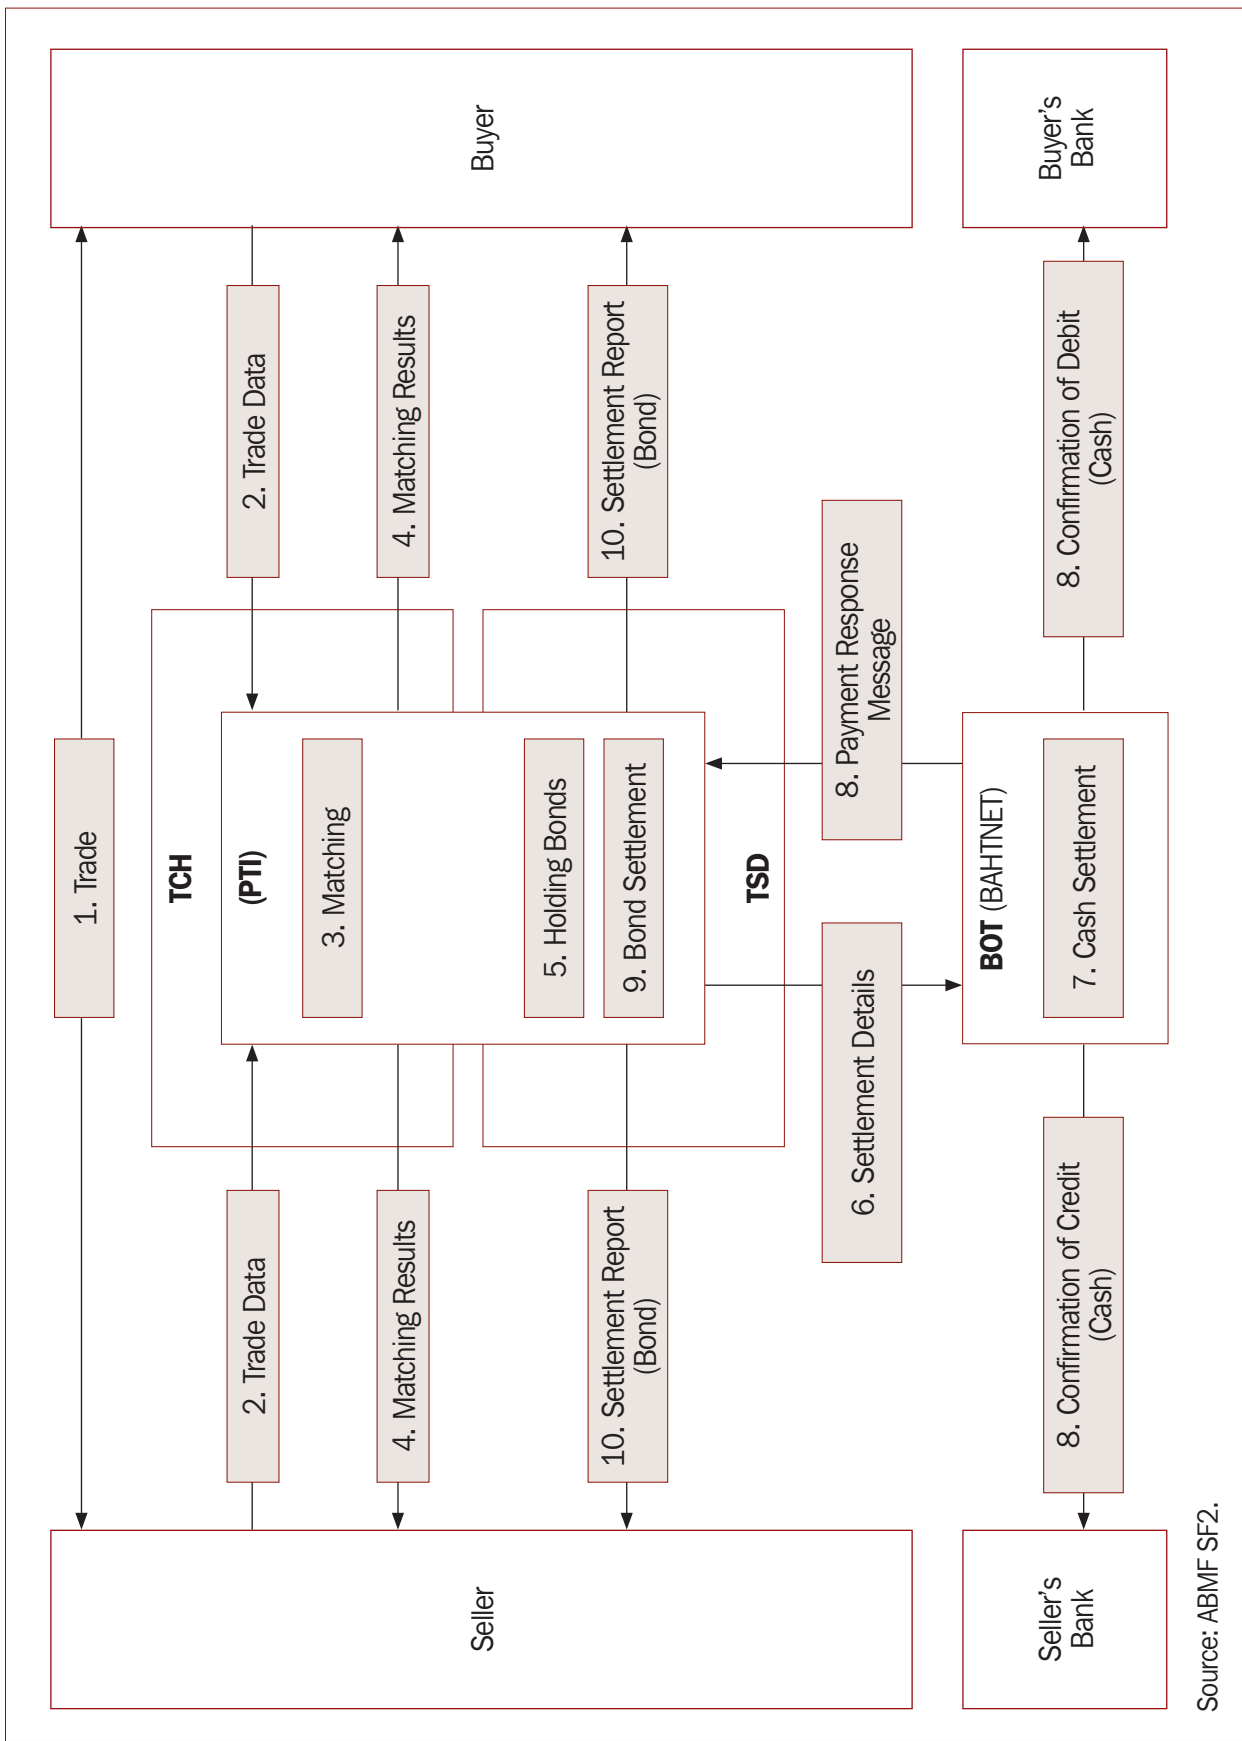 1. Trade
Seller
Buyer
TCH
(PTI)
2. Trade Data
2. Trade Data
3. Matching
4. Matching Results
4. Matching Results
5. Holding Bonds
10. Settlement Report
(Bond)
9. Bond Settlement
10. Settlement Report
(Bond)
TSD
6. Settlement Details
8. Payment Response
Message
Seller's
Bank
BOT (BAHTNET)
Buyer's
Bank
8. Confirmation of Credit
(Cash)
7. Cash Settlement
8. Confirmation of Debit
(Cash)
Source: ABMF SF2.